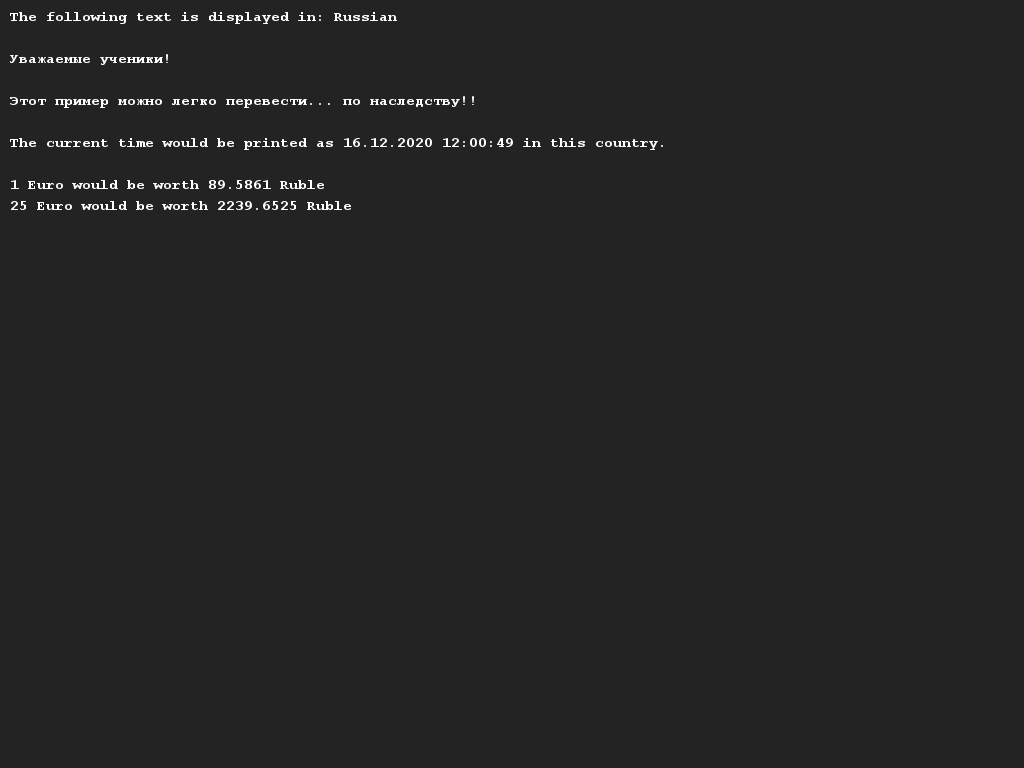 The following text is displayed in: Russian
Уважаемые ученики!
Этот пример можно легко перевести... по наследству!!
The current time would be printed as 16.12.2020 12:00:49 in this country.
1 Euro would be worth 89.5861 Ruble
25 Euro would be worth 2239.6525 Ruble